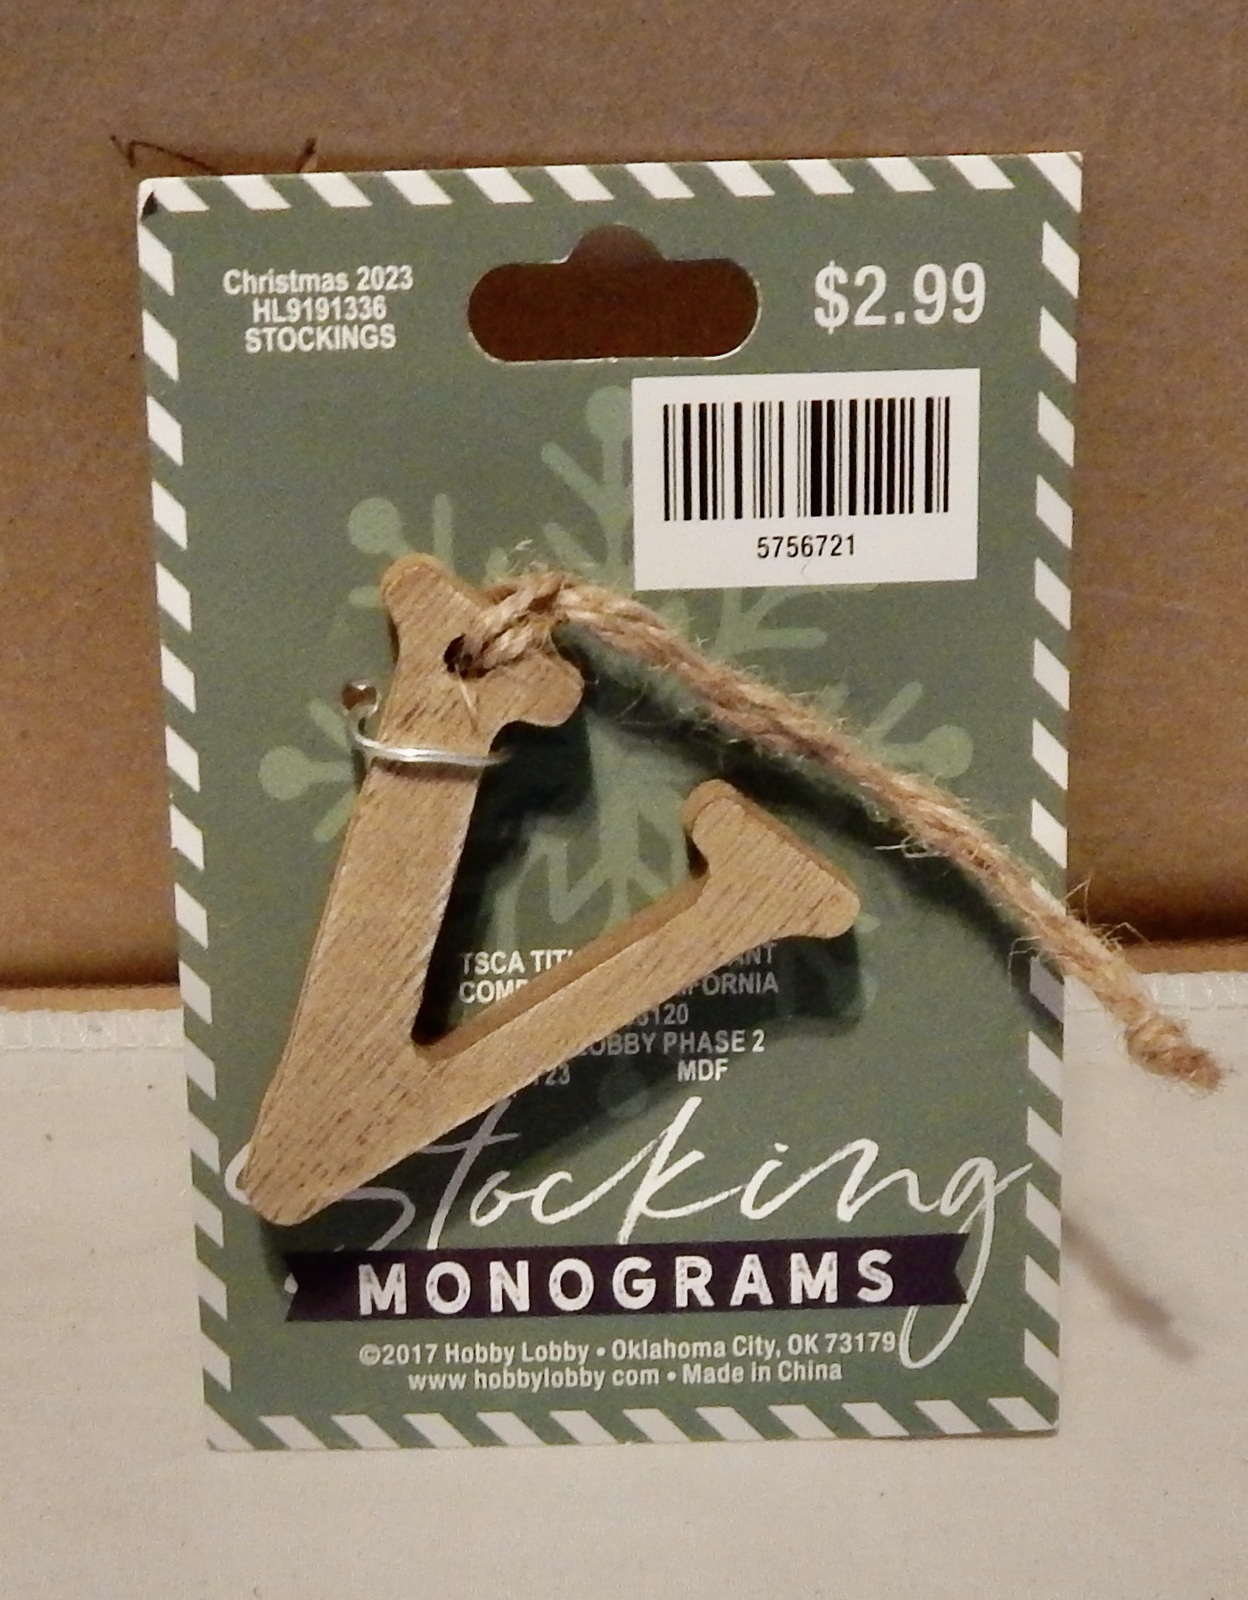 Christmas 2023
HL9191336
STOCKINGS
$2.99
5756721
TSCA
CALIFORNIA
PHASE 2
MDF
Stocking
MONOGRAMS
©2017 Hobby Lobby • Oklahoma City, OK 73179
www.hobbylobby.com • Made in China